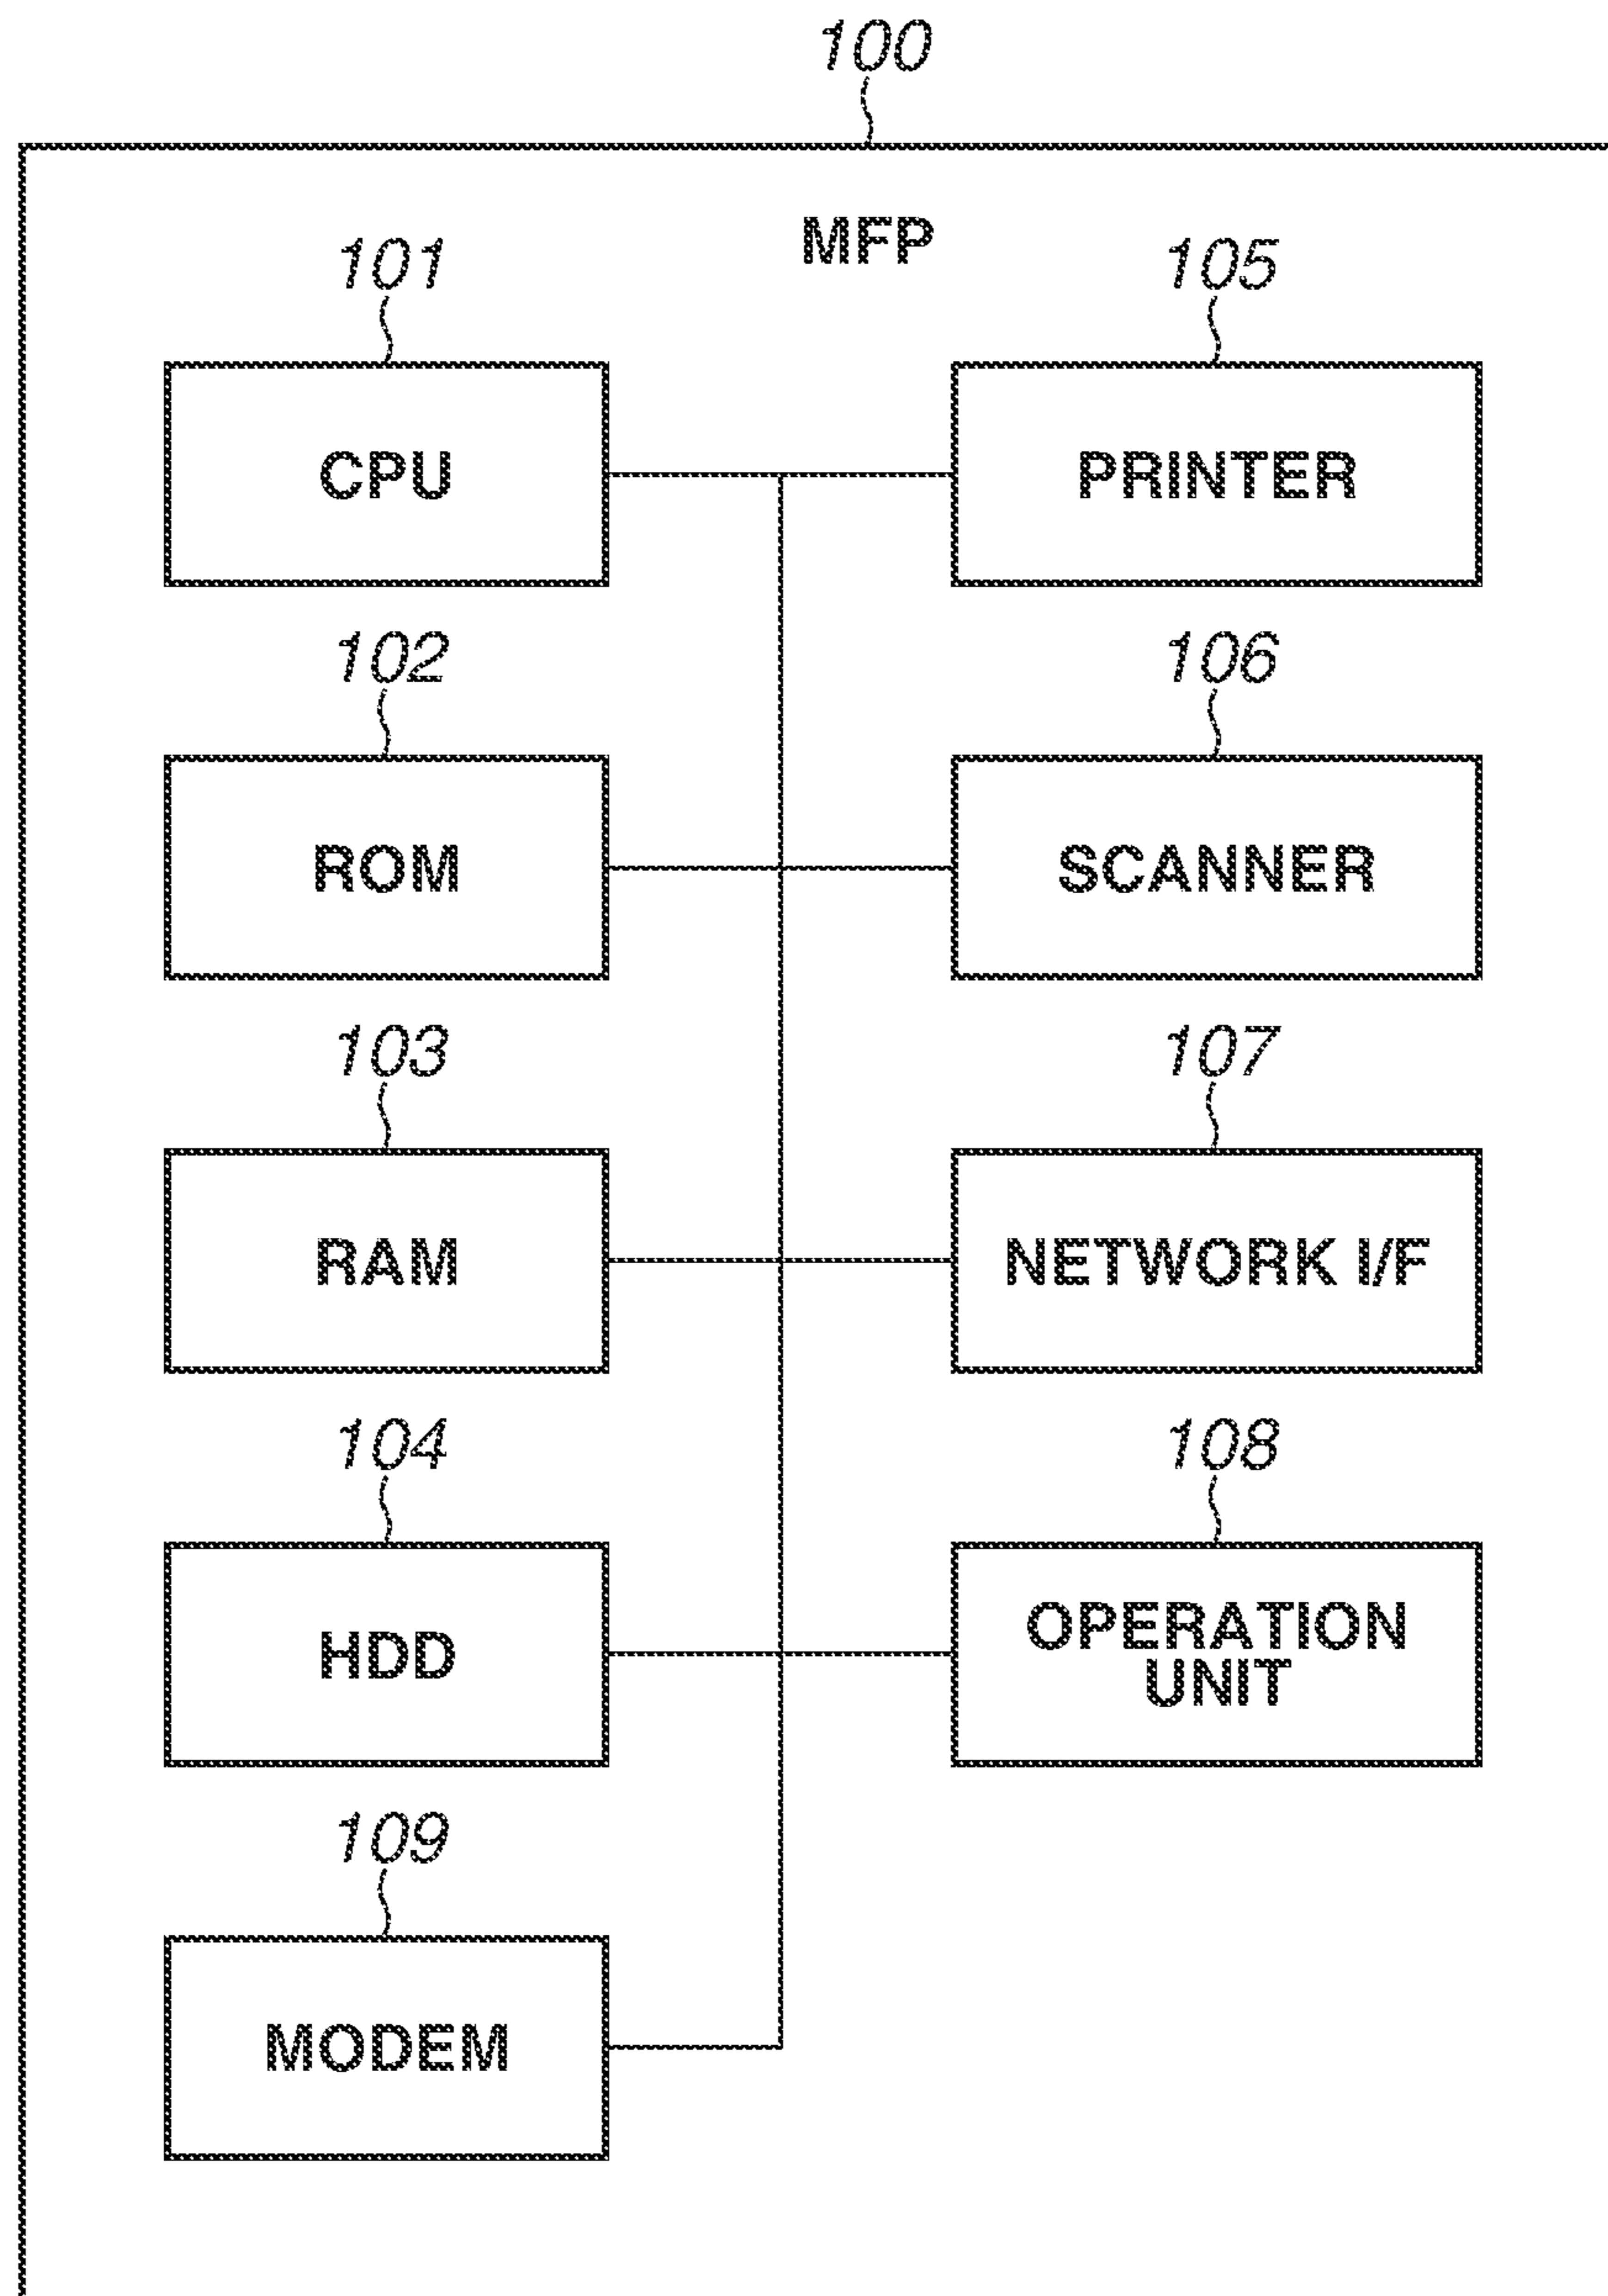 100
MFP
101
105
CPU
PRINTER
102
106
ROM
SCANNER
103
107
RAM
NETWORK I/F
104
108
HDD
OPERATION
UNIT
109
MODEM